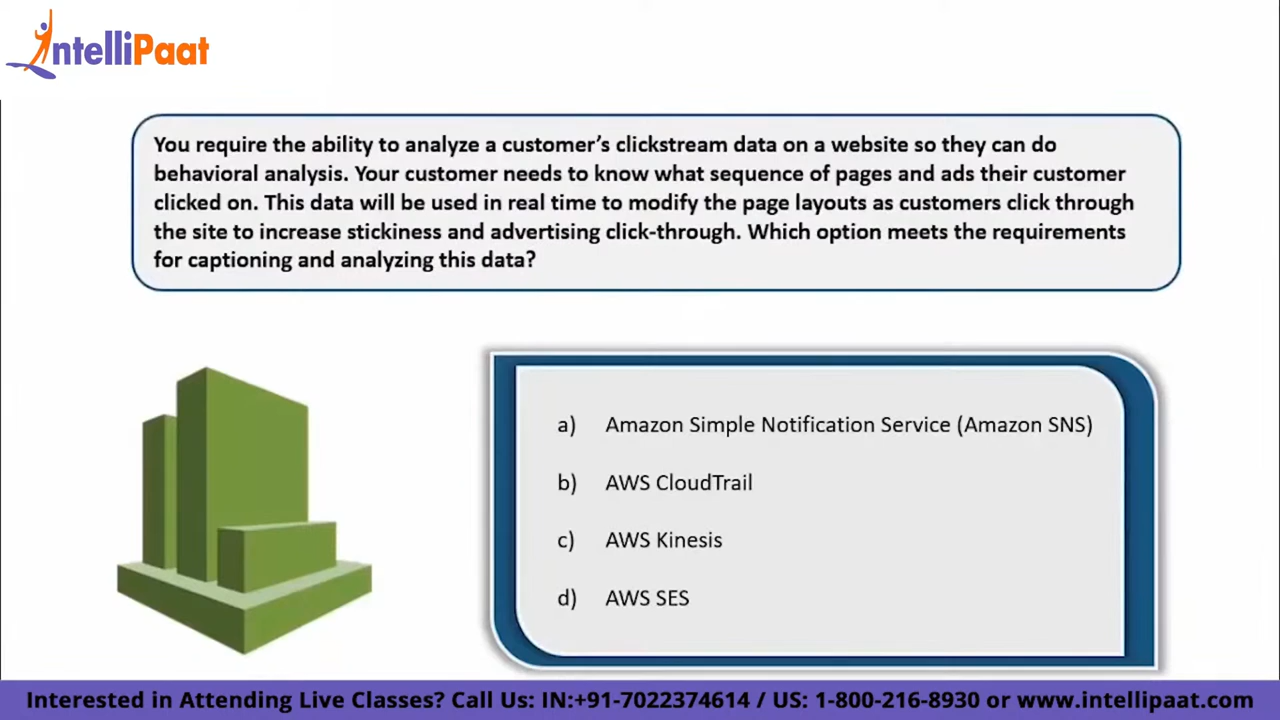 IntelliPaat
You require the ability to analyze a customer's clickstream data on a website so they can do
behavioral analysis. Your customer needs to know what sequence of pages and ads their customer
clicked on. This data will be used in real time to modify the page layouts as customers click through
the site to increase stickiness and advertising click-through. Which option meets the requirements
for captioning and analyzing this data?
a) Amazon Simple Notification Service (Amazon SNS)
b) AWS CloudTrail
c) AWS Kinesis
d) AWS SES
Interested in Attending Live Classes? Call Us: IN:+91-7022374614 / US: 1-800-216-8930 or www.intellipaat.com